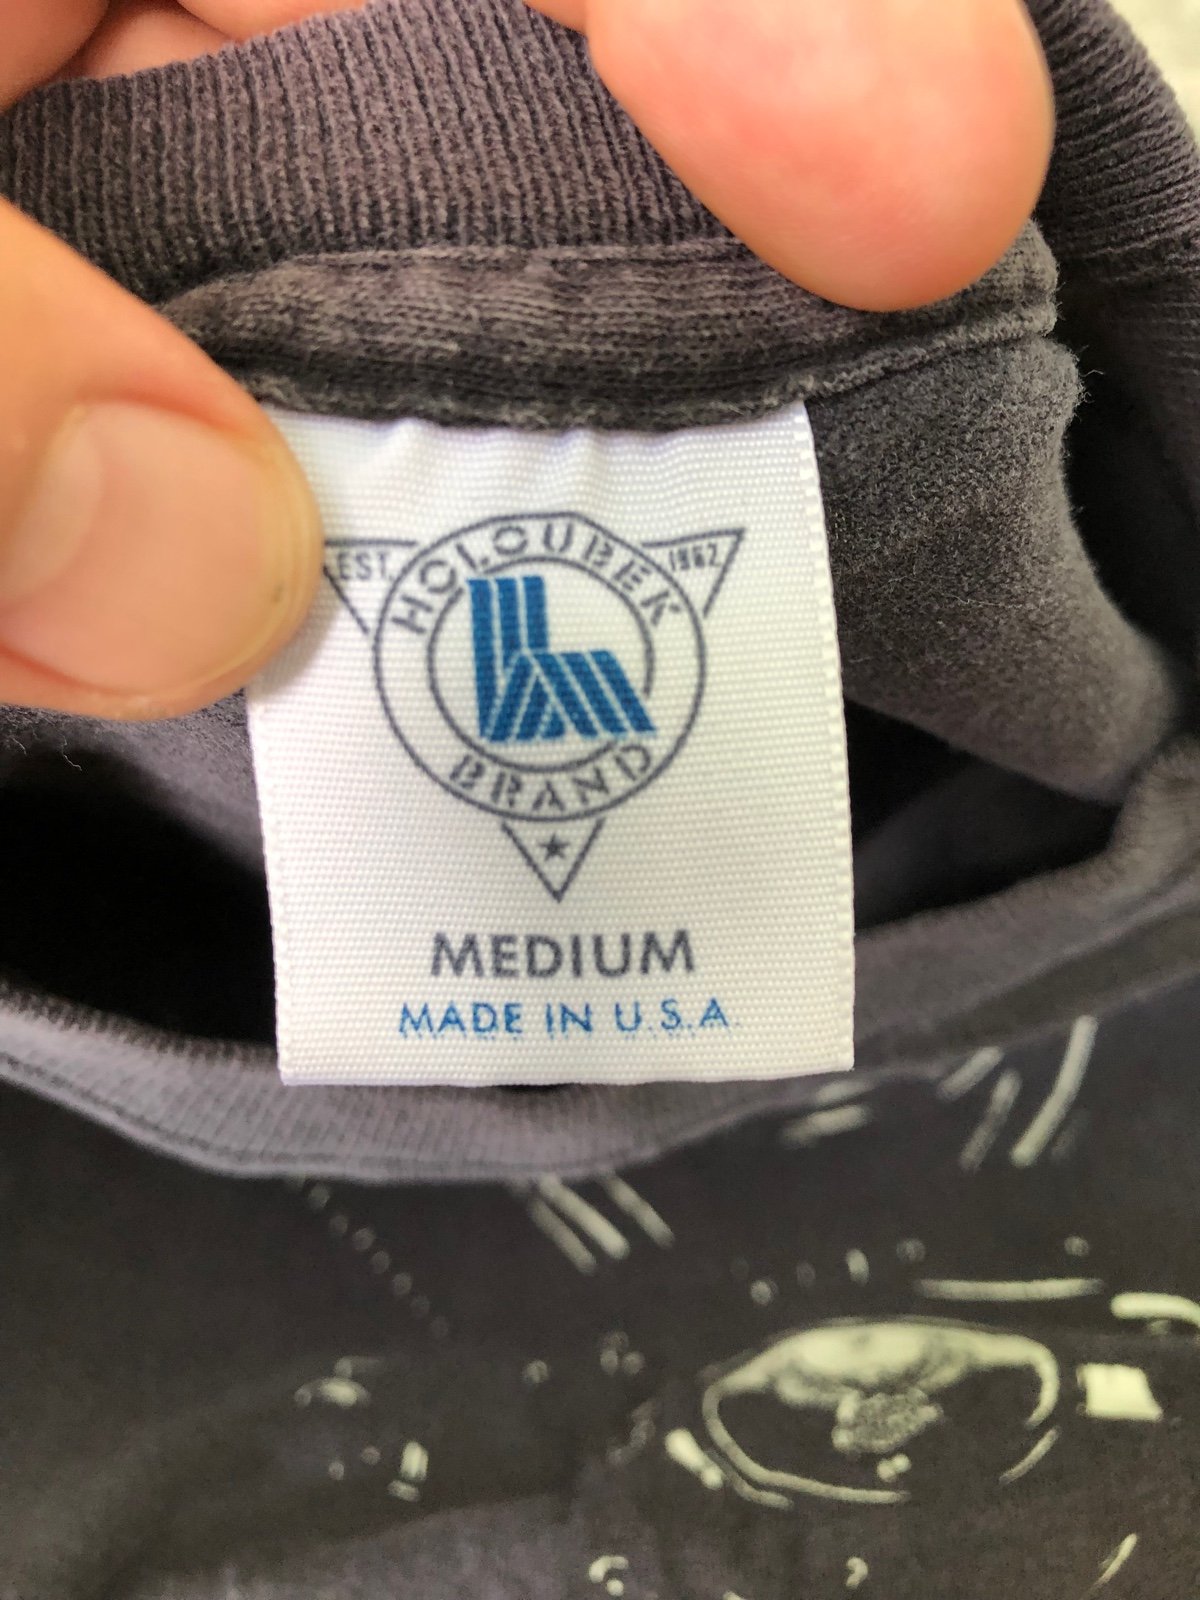 EST. 1962
HOLOUBEK
BRAND
MEDIUM
MADE IN U.S.A.